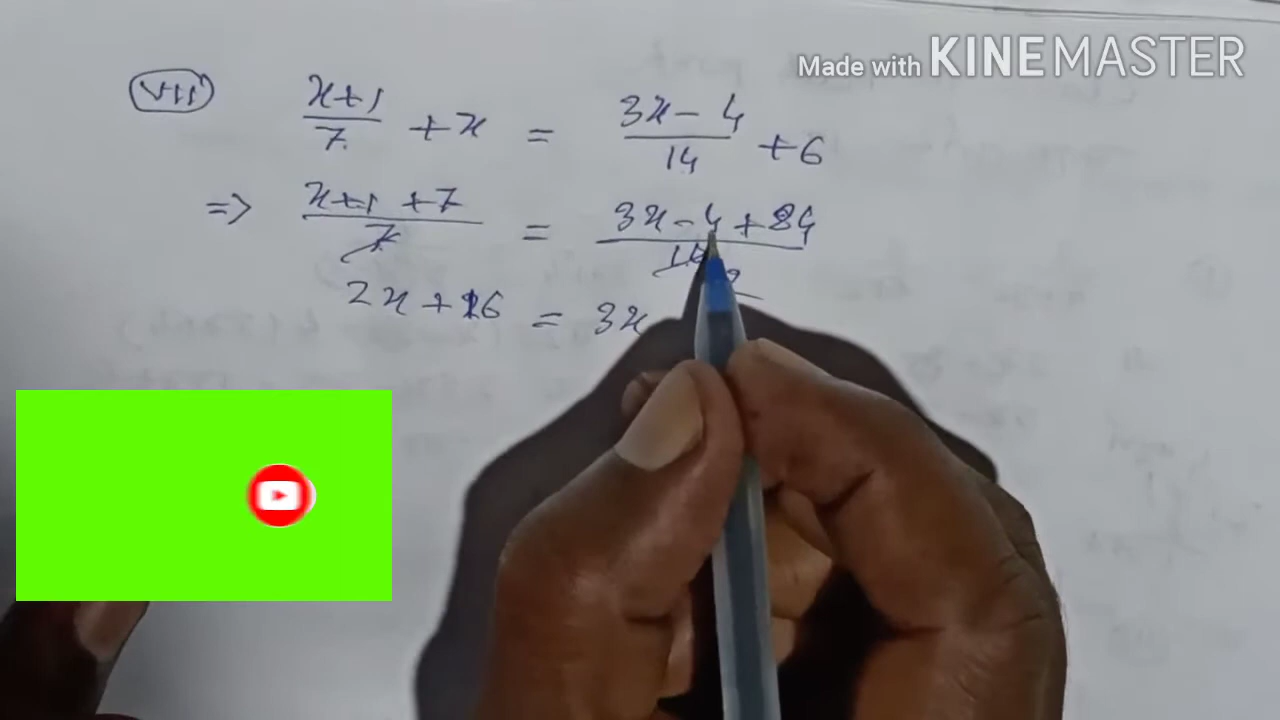 Made with KINEMASTER
VII x+1/7 + x = 3x-4/14 + 6
=> x+1+7/7 = 3x-4+84/14 2
2x+16 = 3x